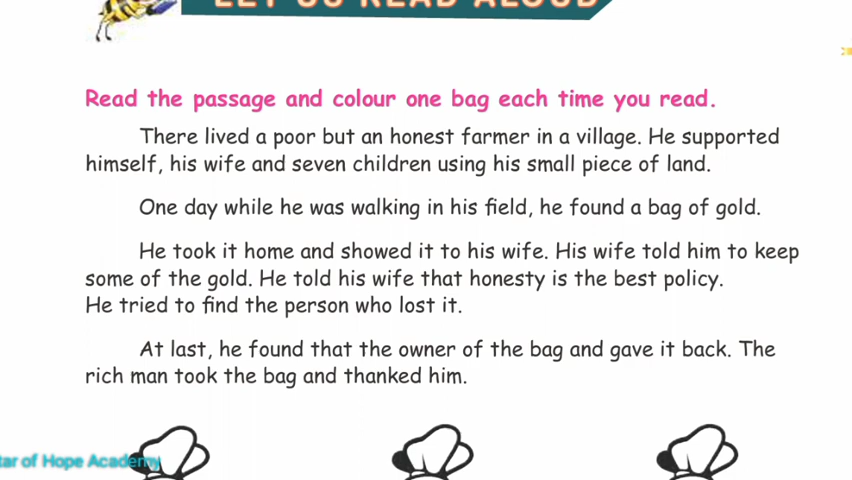 LET US READ ALOUD
Read the passage and colour one bag each time you read.
There lived a poor but an honest farmer in a village. He supported
himself, his wife and seven children using his small piece of land.
One day while he was walking in his field, he found a bag of gold.
He took it home and showed it to his wife. His wife told him to keep
some of the gold. He told his wife that honesty is the best policy.
He tried to find the person who lost it.
At last, he found that the owner of the bag and gave it back. The
rich man took the bag and thanked him.
tar of Hope Academy